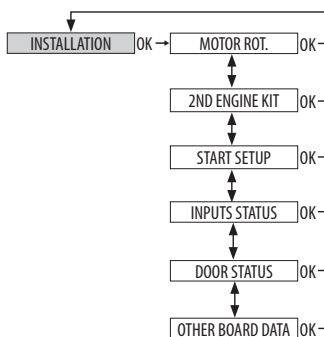 INSTALLATION OK MOTOR ROT. OK
2ND ENGINE KIT OK
START SETUP OK
INPUTS STATUS OK
DOOR STATUS OK
OTHER BOARD DATA OK